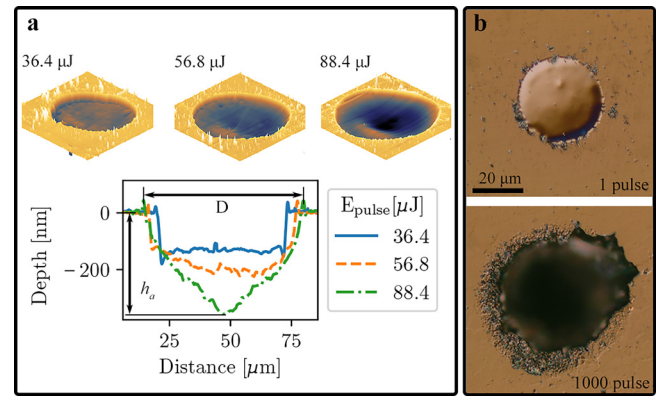 a
36.4 μJ
56.8 μJ
88.4 μJ
D
0
−200
h_a
Depth [nm]
25
50
75
Distance [μm]
E_pulse[μJ]
36.4
56.8
88.4
b
20 μm
1 pulse
1000 pulse